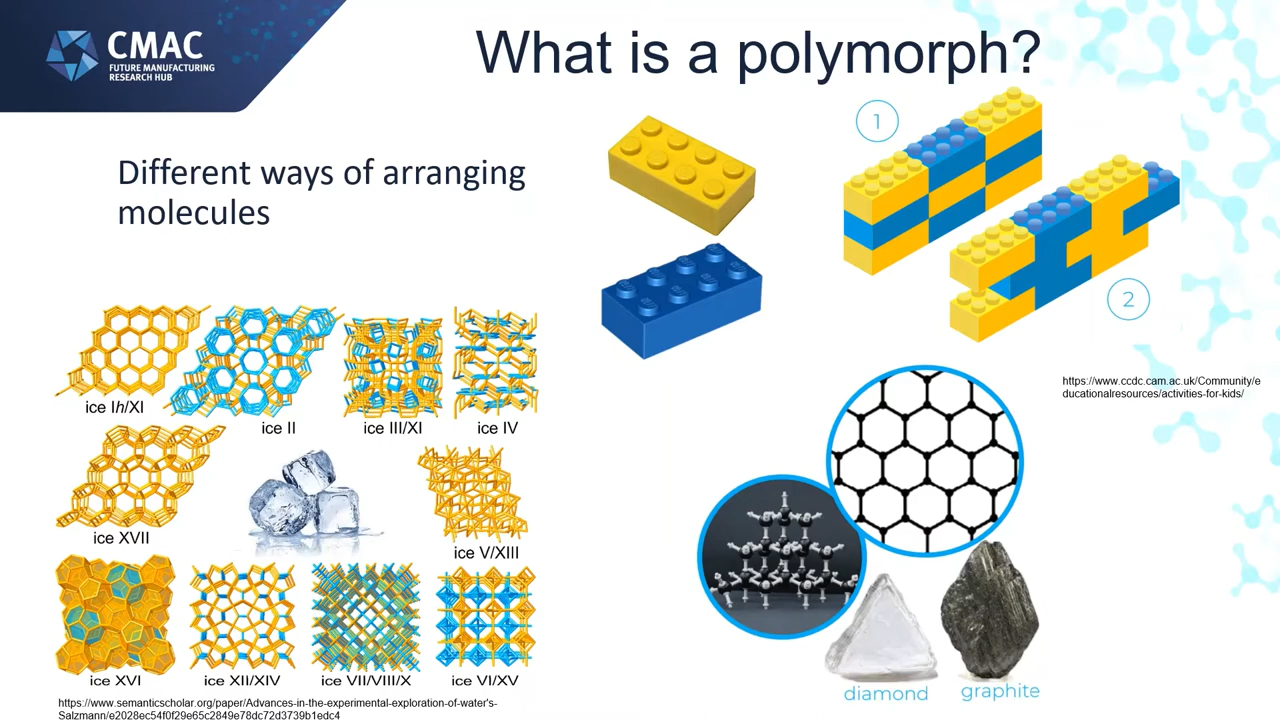 CMAC
FUTURE MANUFACTURING
RESEARCH HUB
What is a polymorph?
Different ways of arranging
molecules
1
2
https://www.ccdc.cam.ac.uk/Community/e
ducationalresources/activities-for-kids/
ice Ih/XI
ice II
ice III/XI
ice IV
ice XVII
ice V/XIII
ice XVI
ice XII/XIV
ice VII/VIII/X
ice VI/XV
diamond
graphite
https://www.semanticscholar.org/paper/Advances-in-the-experimental-exploration-of-water's-
Salzmann/e2028ec54f0f29e65c2849e78dc72d3739b1edc4